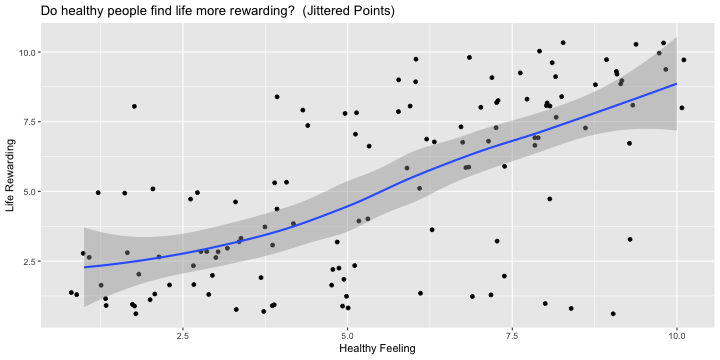 Do healthy people find life more rewarding?  (Jittered Points)
10.0
7.5
5.0
2.5
Life Rewarding
2.5 5.0 7.5 10.0
Healthy Feeling